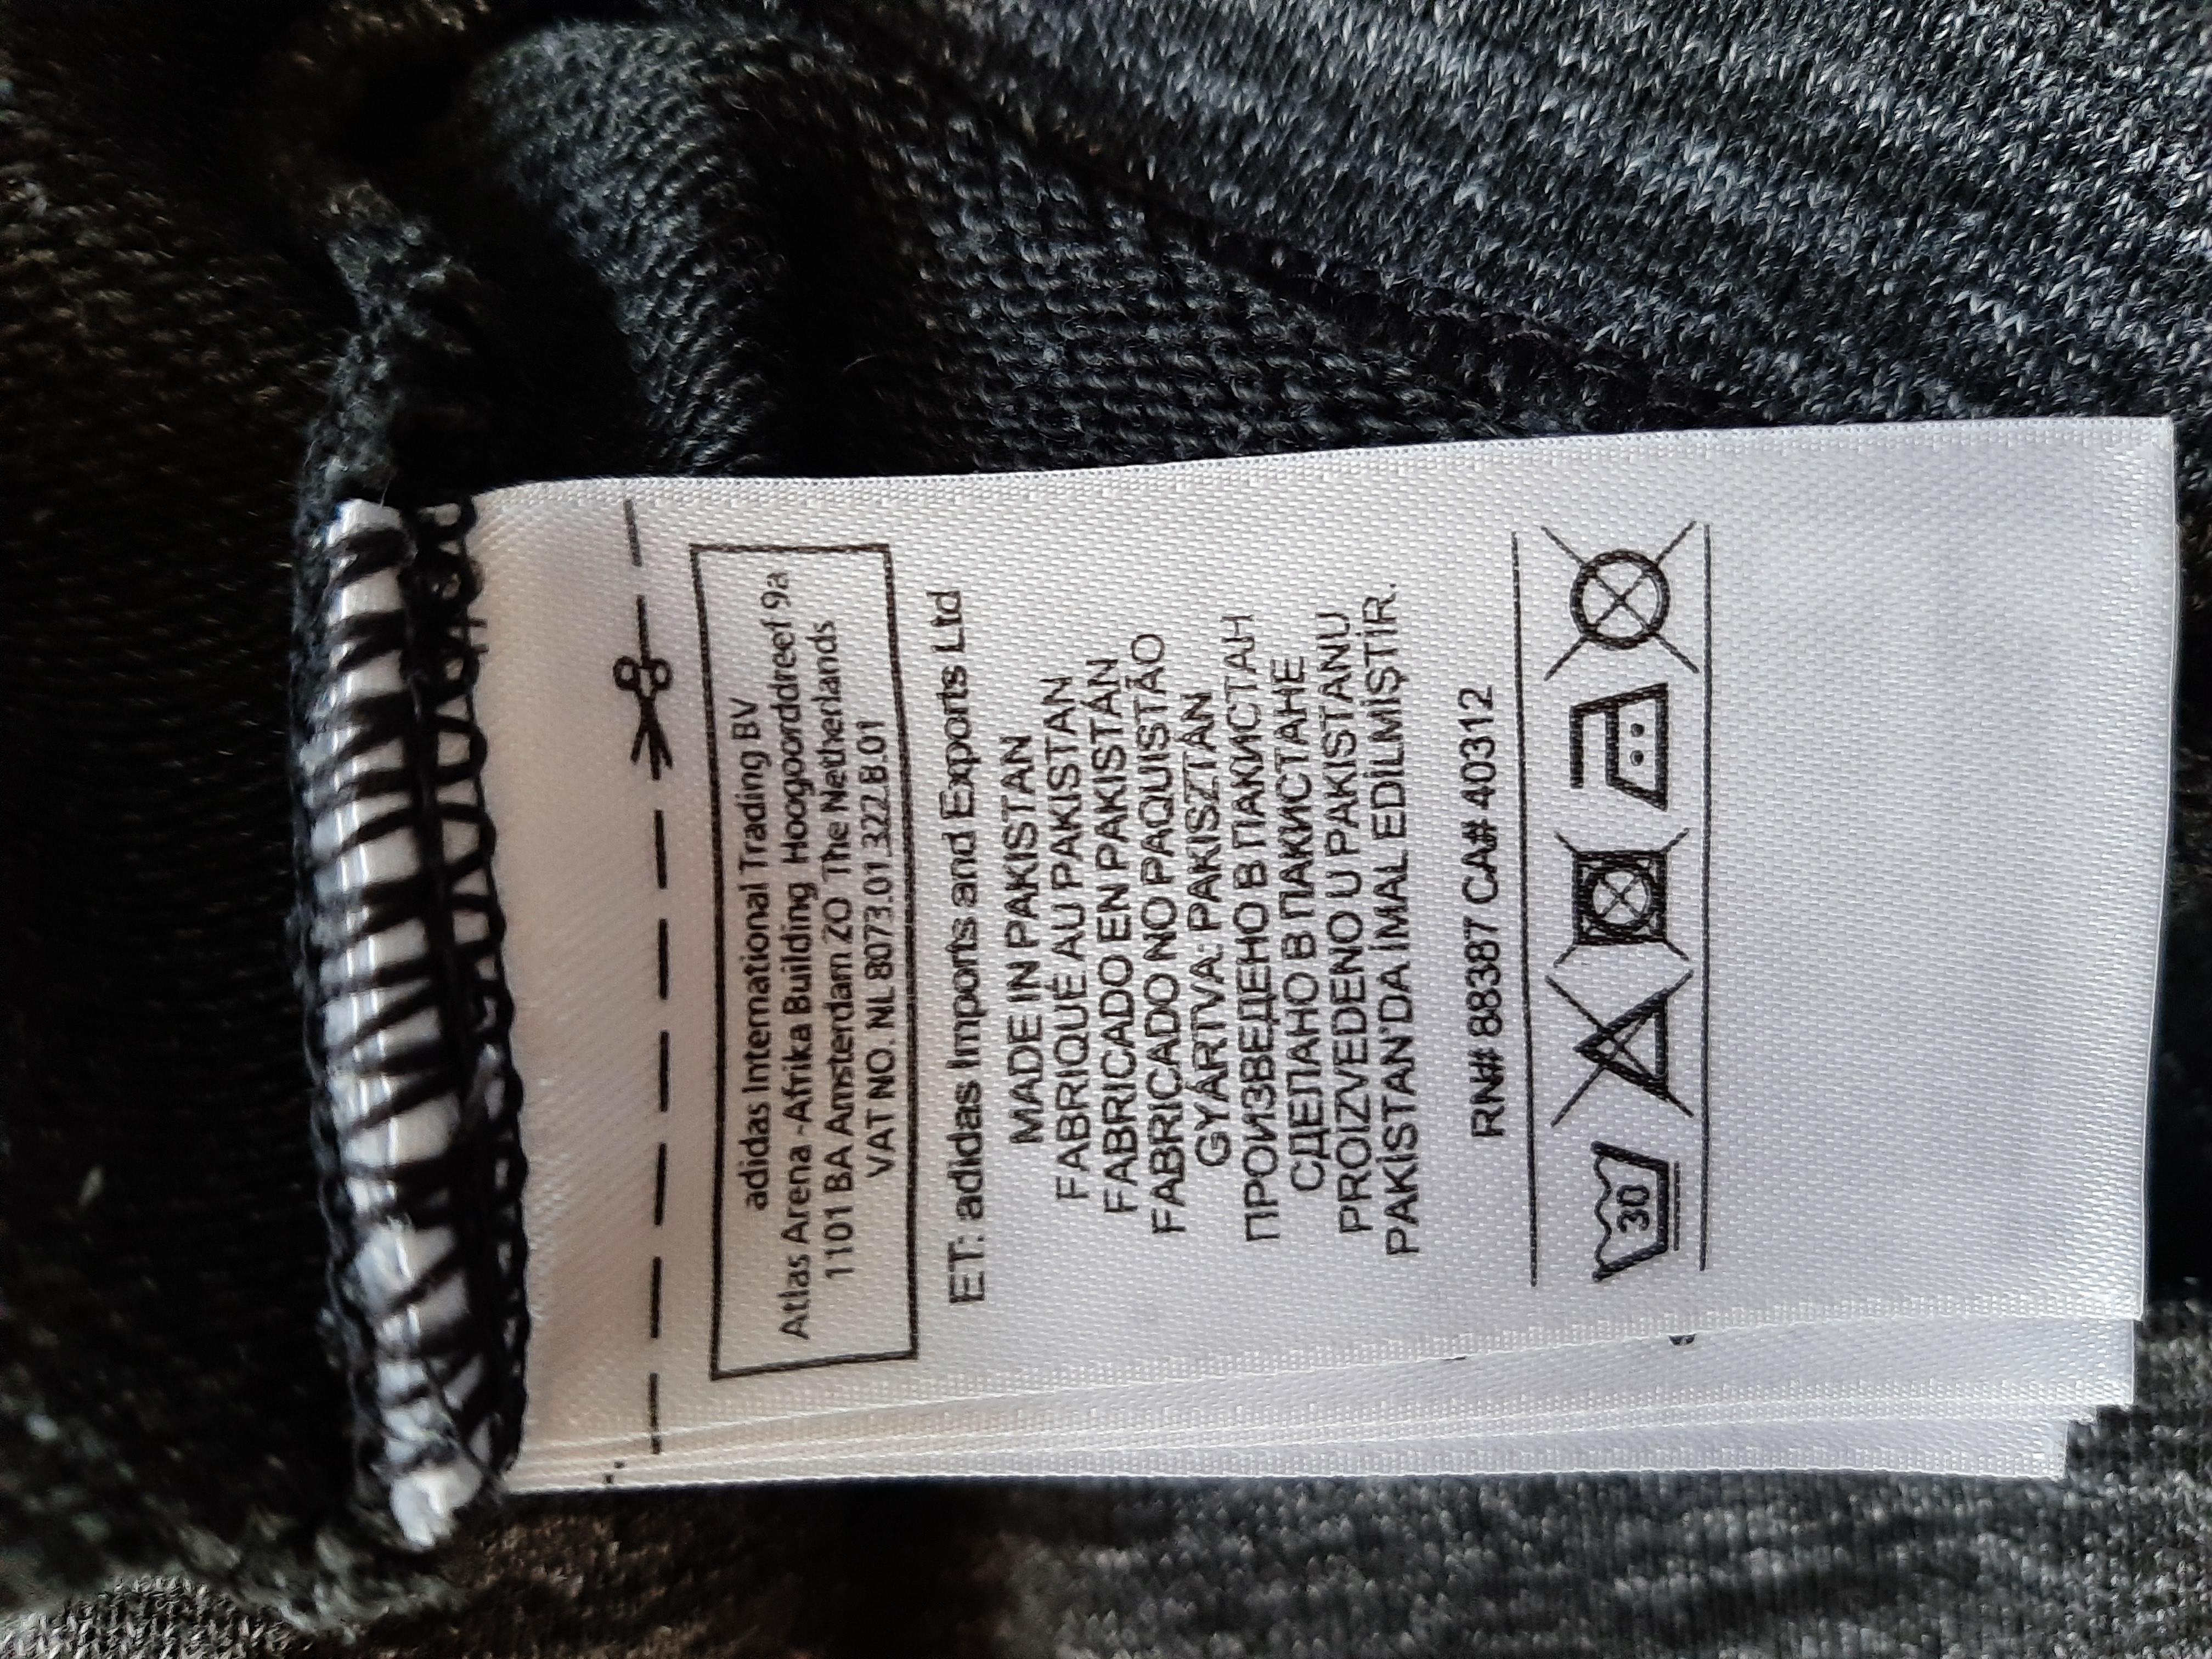 adidas International Trading BV
Atlas Arena -Afrika Building Hoogoorddreef 9a
1101 BA Amsterdam ZO The Netherlands
VAT NO. NL 8073.01.322.B.01
ET: adidas Imports and Exports Ltd
MADE IN PAKISTAN
FABRIQUÉ AU PAKISTAN
FABRICADO EN PAKISTÁN
FABRICADO NO PAQUISTÃO
GYÁRTVA: PAKISZTÁN
ПРОИЗВЕДЕНО В ПАКИСТАН
СДЕЛАНО В ПАКИСТАНЕ
PROIZVEDENO U PAKISTANU
PAKİSTAN'DA İMAL EDİLMİŞTİR.
RN# 88387 CA# 40312
30